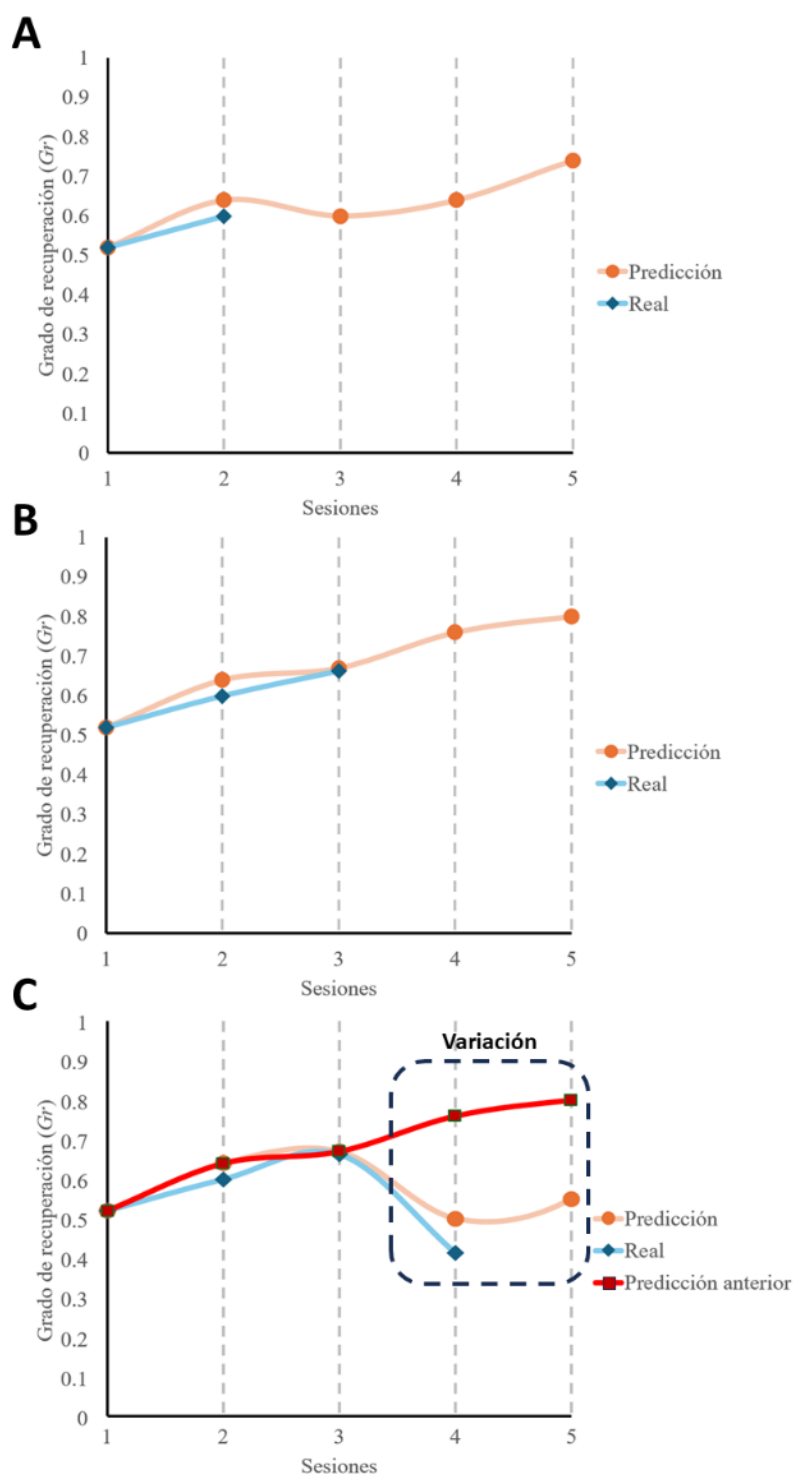 A
Grado de recuperación (Gr)
1
0.9
0.8
0.7
0.6
0.5
0.4
0.3
0.2
0.1
0
1 2 3 4 5
Sesiones
Predicción
Real
B
Grado de recuperación (Gr)
1
0.9
0.8
0.7
0.6
0.5
0.4
0.3
0.2
0.1
0
1 2 3 4 5
Sesiones
Predicción
Real
C
Grado de recuperación (Gr)
1
0.9
0.8
0.7
0.6
0.5
0.4
0.3
0.2
0.1
0
1 2 3 4 5
Sesiones
Variación
Predicción
Real
Predicción anterior